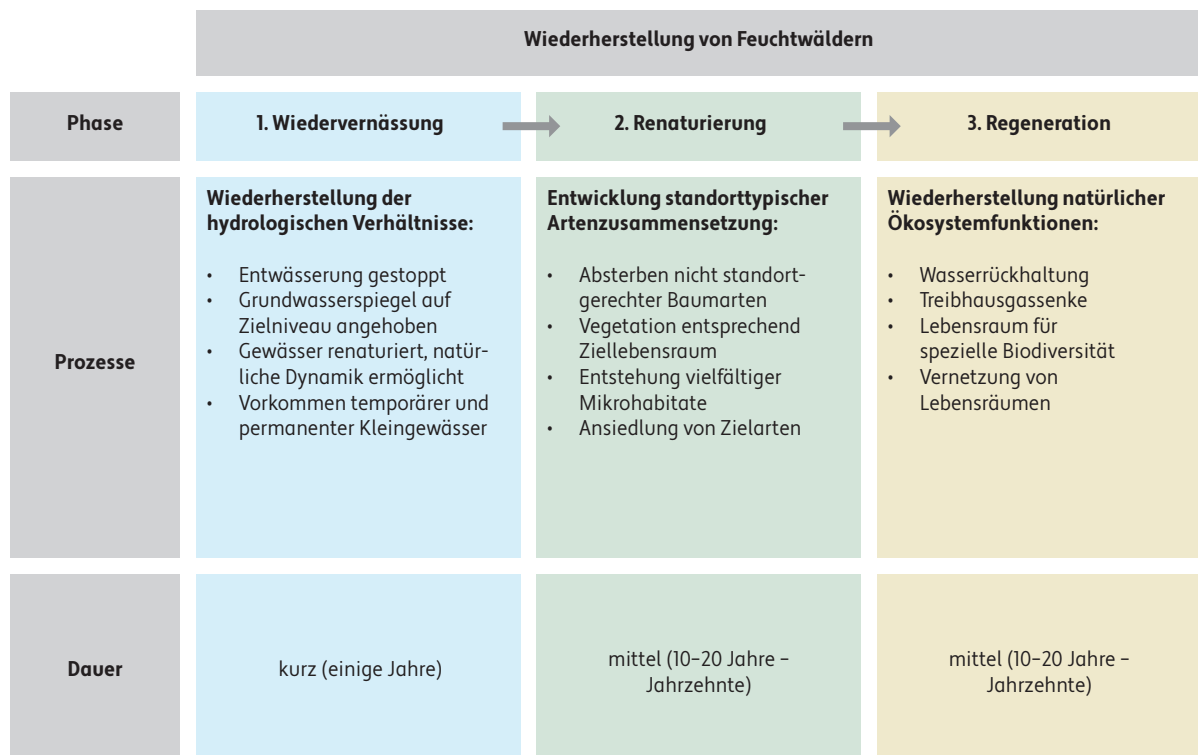 Wiederherstellung von Feuchtwäldern
Phase
1. Wiedervernässung
2. Renaturierung
3. Regeneration
Prozesse
Wiederherstellung der
hydrologischen Verhältnisse:
• Entwässerung gestoppt
• Grundwasserspiegel auf
Zielniveau angehoben
• Gewässer renaturiert, natür-
liche Dynamik ermöglicht
• Vorkommen temporärer und
permanenter Kleingewässer
Entwicklung standorttypischer
Artenzusammensetzung:
• Absterben nicht standort-
gerechter Baumarten
• Vegetation entsprechend
Ziellebensraum
• Entstehung vielfältiger
Mikrohabitate
• Ansiedlung von Zielarten
Wiederherstellung natürlicher
Ökosystemfunktionen:
• Wasserrückhaltung
• Treibhausgassenke
• Lebensraum für
spezielle Biodiversität
• Vernetzung von
Lebensräumen
Dauer
kurz (einige Jahre)
mittel (10–20 Jahre –
Jahrzehnte)
mittel (10–20 Jahre –
Jahrzehnte)